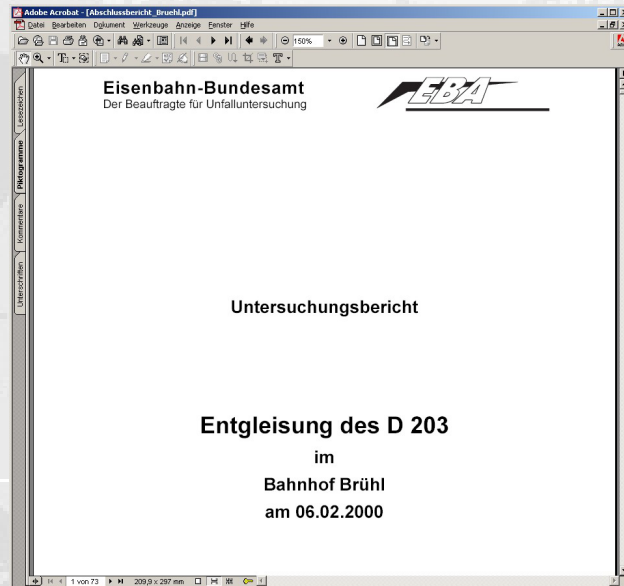 Adobe Acrobat - [Abschlussbericht_Bruehl.pdf]
Datei Bearbeiten Dokument Werkzeuge Anzeige Fenster Hilfe
150%
Lesezeichen
Piktogramme
Kommentare
Unterschriften
Eisenbahn-Bundesamt
Der Beauftragte für Unfalluntersuchung
EBA
Untersuchungsbericht
Entgleisung des D 203
im
Bahnhof Brühl
am 06.02.2000
1 von 73
209,9 x 297 mm